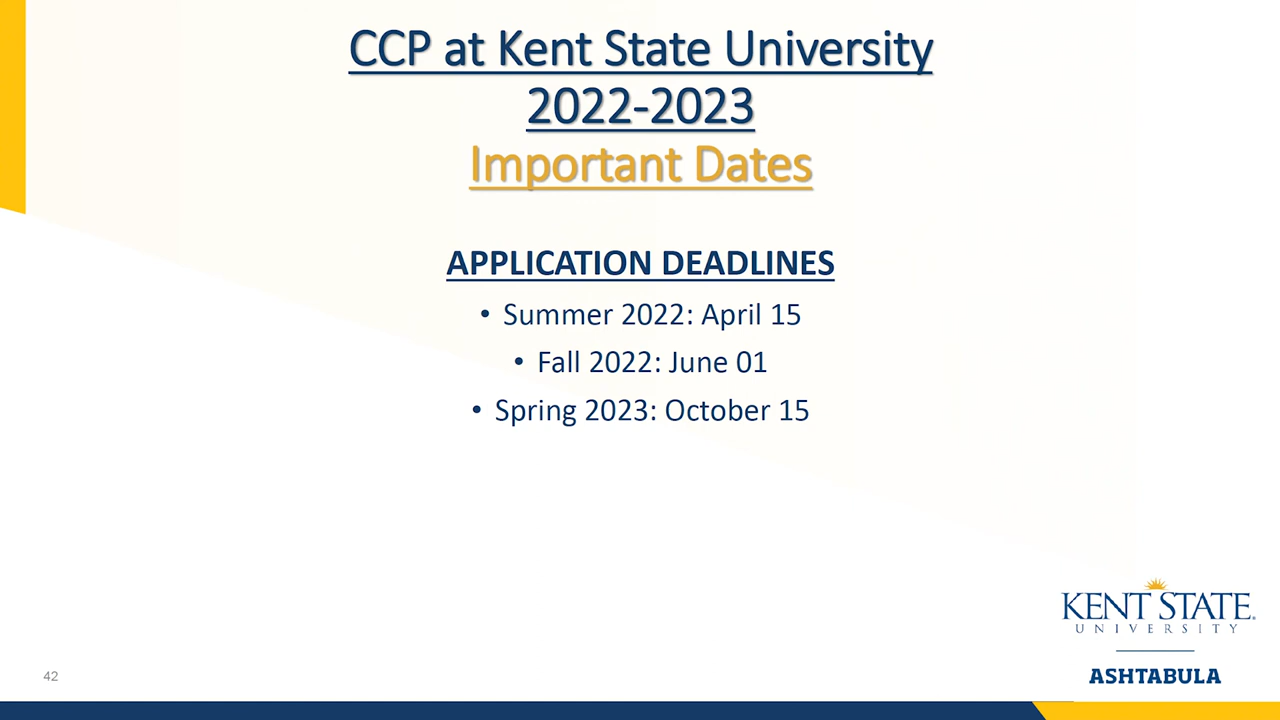 CCP at Kent State University
2022-2023
Important Dates
APPLICATION DEADLINES
• Summer 2022: April 15
• Fall 2022: June 01
• Spring 2023: October 15
KENT STATE®
UNIVERSITY
ASHTABULA
42